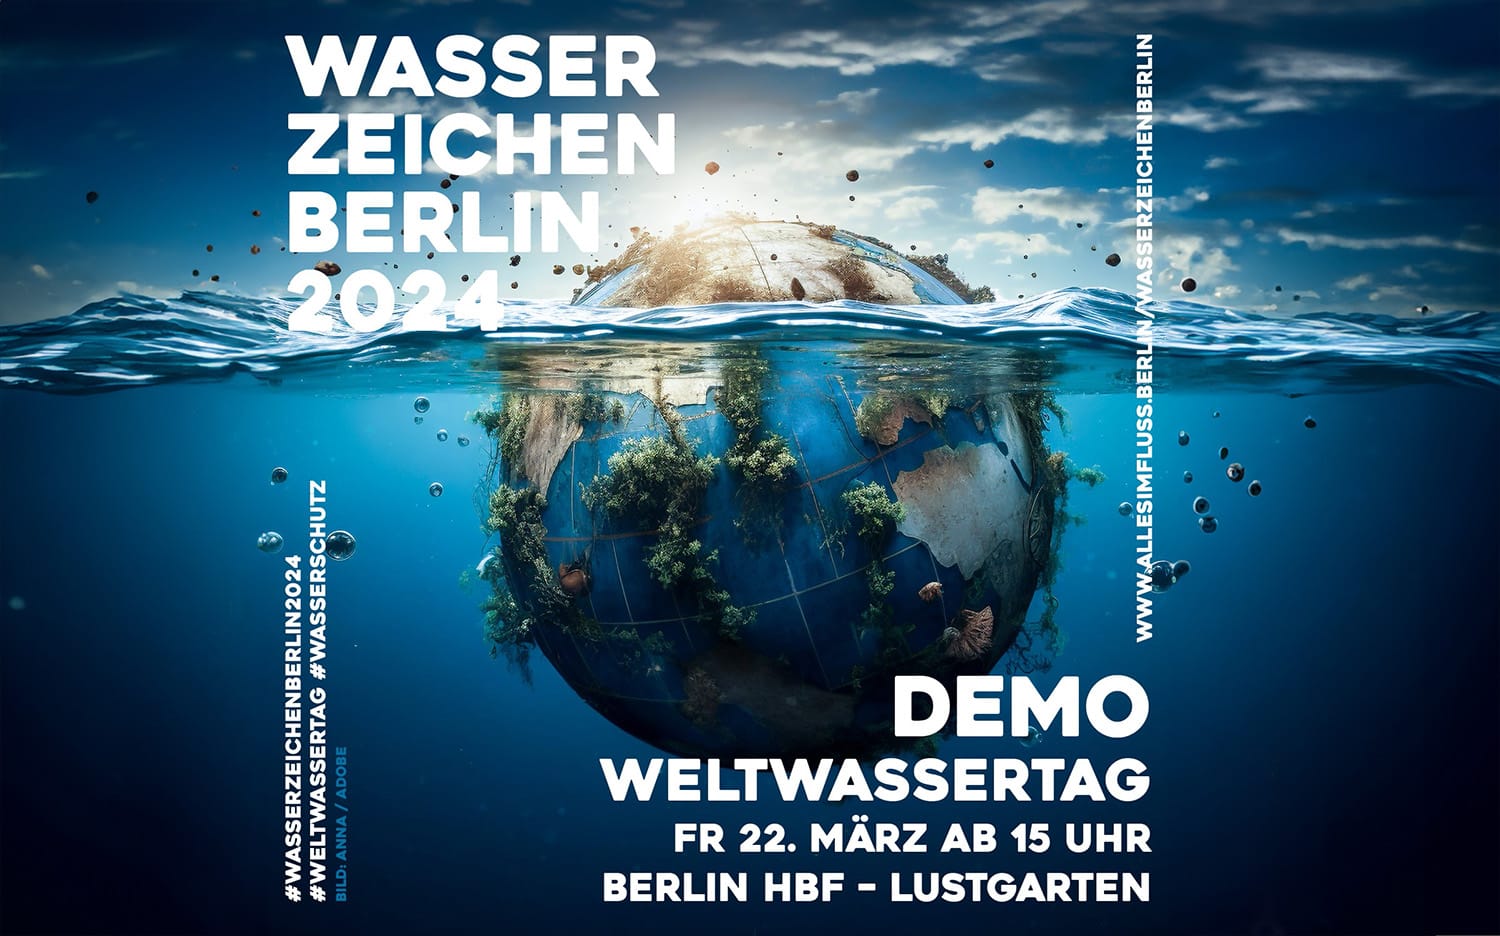 WASSER
ZEICHEN
BERLIN
2024
WWW.ALLESIMFLUSS.BERLIN/WASSERZEICHENBERLIN
#WASSERZEICHENBERLIN2024
#WELTWASSERTAG #WASSERSCHUTZ
BILD: ANNA / ADOBE
DEMO
WELTWASSERTAG
FR 22. MÄRZ AB 15 UHR
BERLIN HBF – LUSTGARTEN